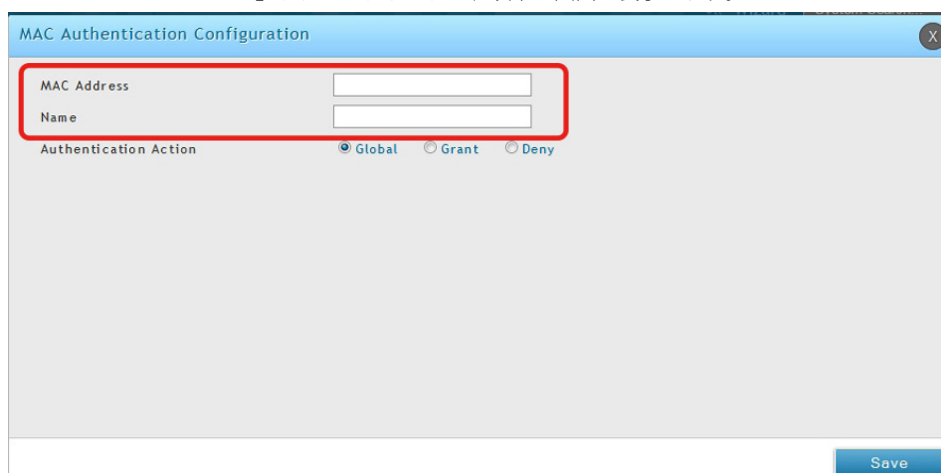 MAC Authentication Configuration
X
MAC Address
Name
Authentication Action Global Grant Deny
Save